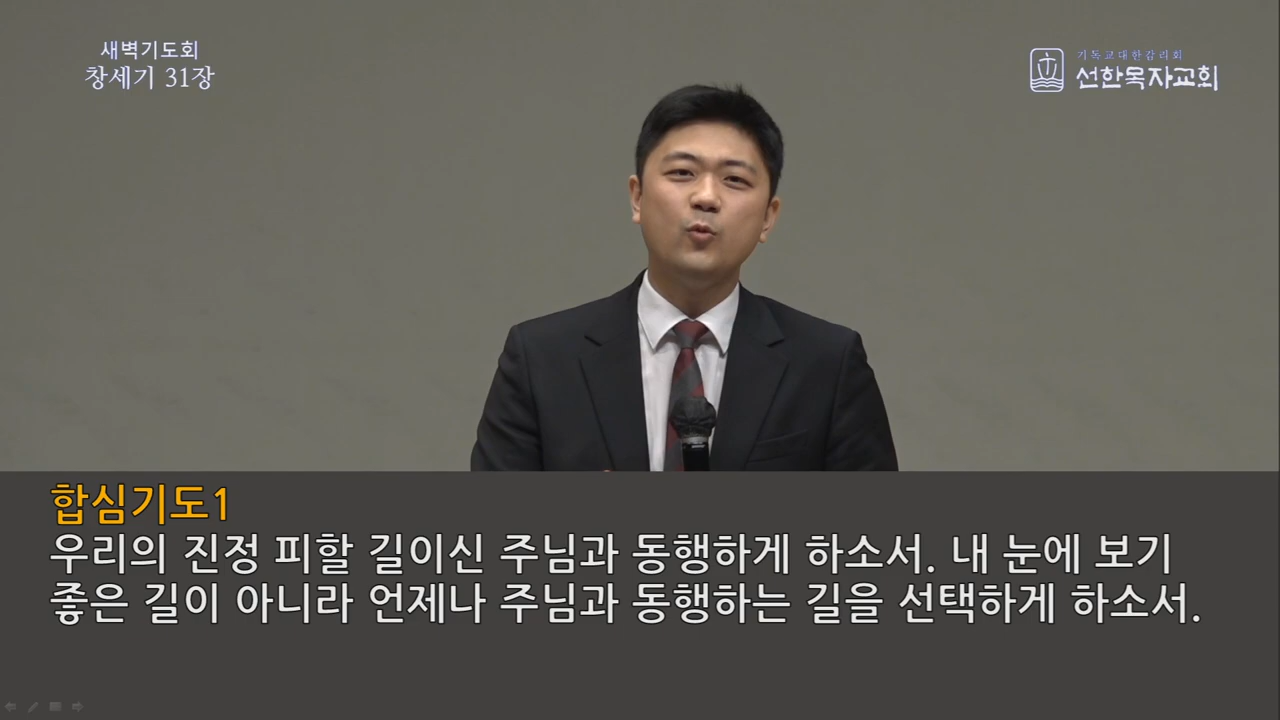 새벽기도회
창세기 31장
기독교대한감리회
선한목자교회
합심기도1
우리의 진정 피할 길이신 주님과 동행하게 하소서. 내 눈에 보기
좋은 길이 아니라 언제나 주님과 동행하는 길을 선택하게 하소서.